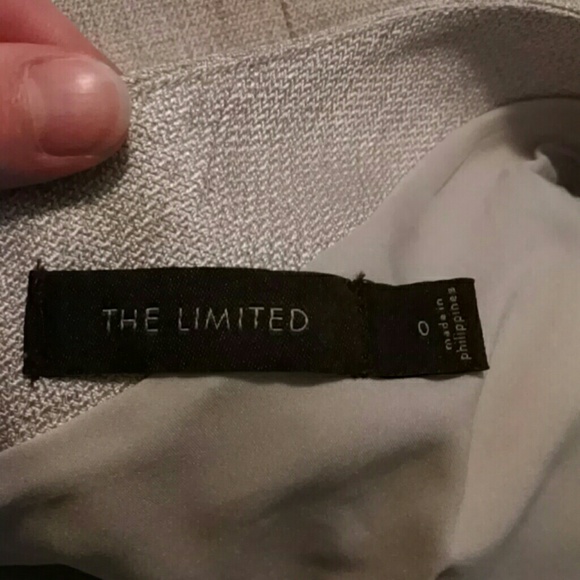 THE LIMITED
0
made in
philippines